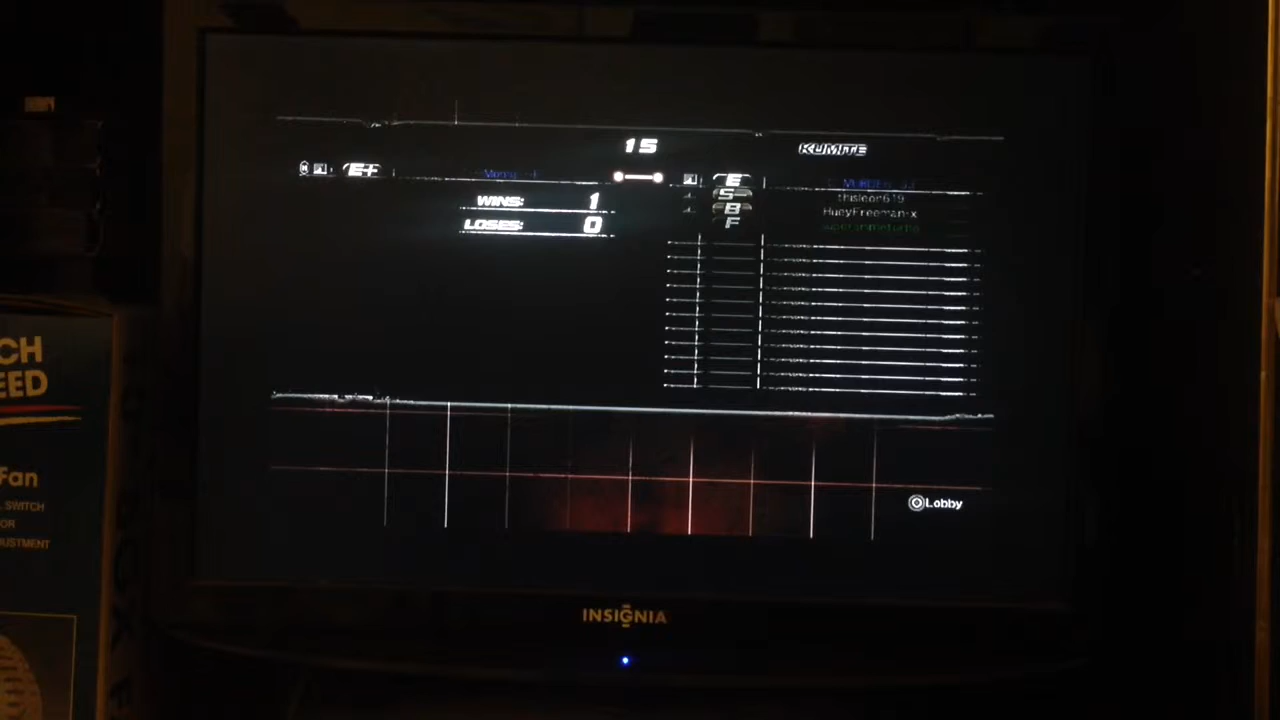 15
KUMITE
E+
E
WINS: 1
S-
thisleon619
LOSES: 0
B
HueyFreeman-x
F
Lobby
INSIGNIA
CH
EED
Fan
SWITCH
OR
USTMENT